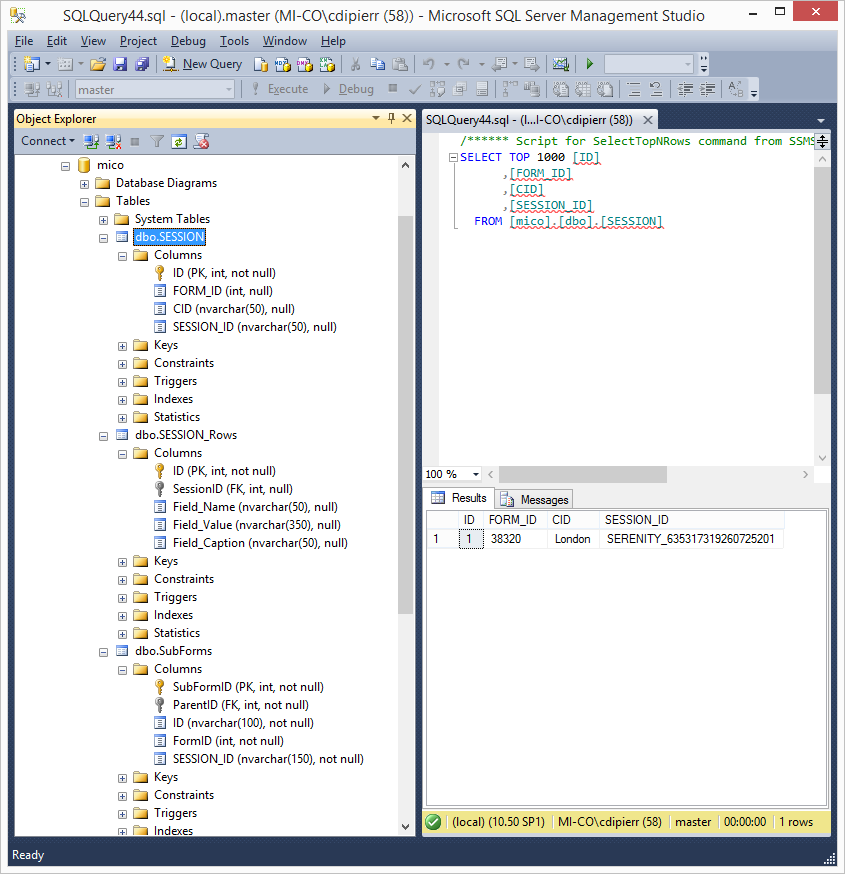 SQLQuery44.sql - (local).master (MI-CO\cdipierr (58)) - Microsoft SQL Server Management Studio
File Edit View Project Debug Tools Window Help
New Query
master Execute Debug
Object Explorer
Connect
mico
Database Diagrams
Tables
System Tables
dbo.SESSION
Columns
ID (PK, int, not null)
FORM_ID (int, null)
CID (nvarchar(50), null)
SESSION_ID (nvarchar(50), null)
Keys
Constraints
Triggers
Indexes
Statistics
dbo.SESSION_Rows
Columns
ID (PK, int, not null)
SessionID (FK, int, null)
Field_Name (nvarchar(50), null)
Field_Value (nvarchar(350), null)
Field_Caption (nvarchar(50), null)
Keys
Constraints
Triggers
Indexes
Statistics
dbo.SubForms
Columns
SubFormID (PK, int, not null)
ParentID (FK, int, not null)
ID (nvarchar(100), not null)
FormID (int, not null)
SESSION_ID (nvarchar(150), not null)
Keys
Constraints
Triggers
Indexes
SQLQuery44.sql - (l...I-CO\cdipierr (58))
/****** Script for SelectTopNRows command from SSMS
SELECT TOP 1000 [ID]
,[FORM_ID]
,[CID]
,[SESSION_ID]
FROM [mico].[dbo].[SESSION]
100 %
Results Messages
ID FORM_ID CID SESSION_ID
1 1 38320 London SERENITY_635317319260725201
(local) (10.50 SP1) MI-CO\cdipierr (58) master 00:00:00 1 rows
Ready